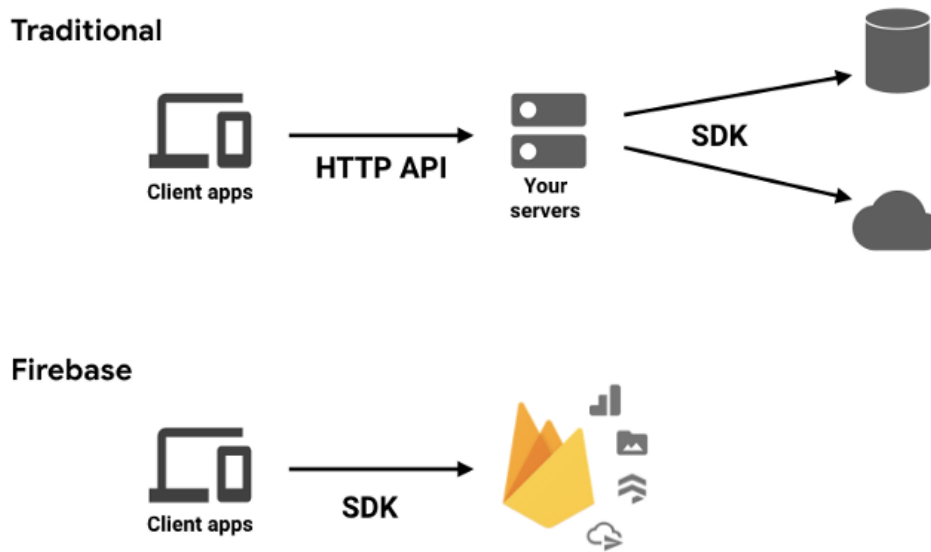 Traditional
Client apps
HTTP API
Your
servers
SDK
Firebase
Client apps
SDK